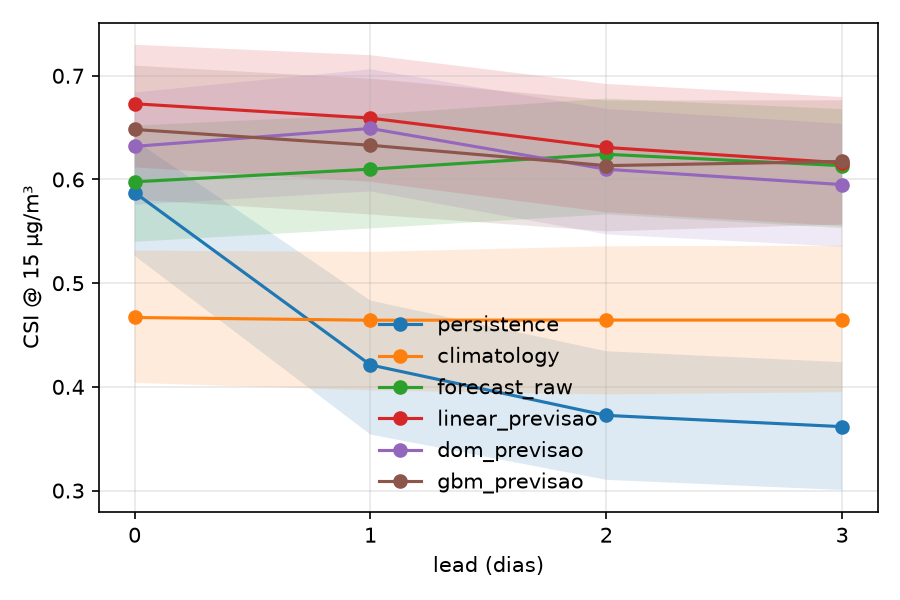 CSI @ 15 µg/m³
0.7
0.6
0.5
0.4
0.3
persistence
climatology
forecast_raw
linear_previsao
dom_previsao
gbm_previsao
0 1 2 3
lead (dias)